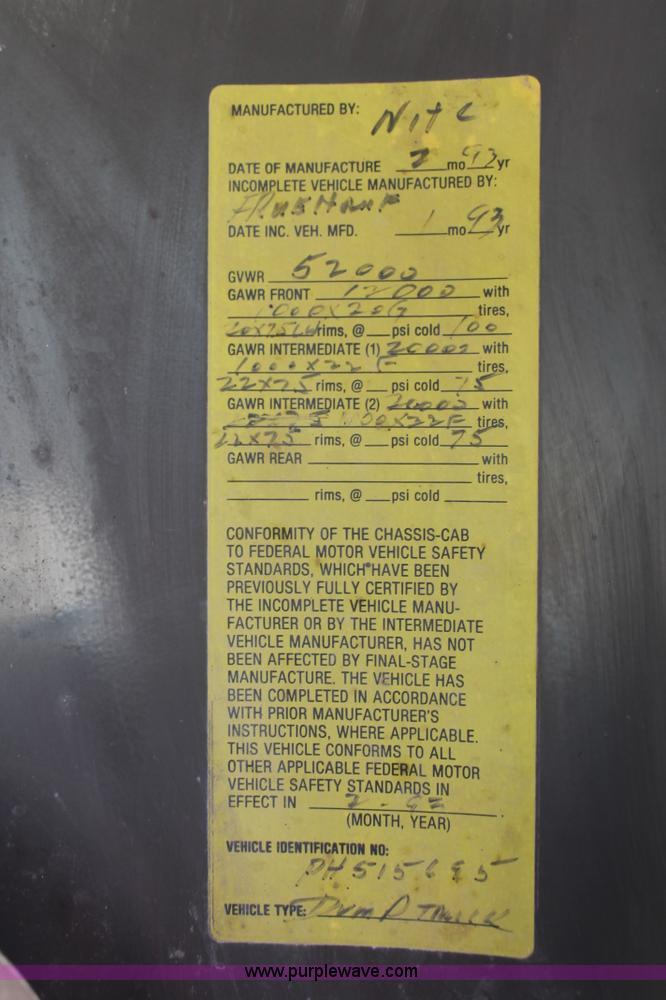 MANUFACTURED BY:
DATE OF MANUFACTURE 2 mo 93 yr
INCOMPLETE VEHICLE MANUFACTURED BY:
DATE INC. VEH. MFD. 1 mo 93 yr
GVWR 52000
GAWR FRONT 12000 with
1000X20G tires,
rims, @ psi cold 100
GAWR INTERMEDIATE (1) 20000 with
1000X22 F tires,
22X75 rims, @ psi cold 75
GAWR INTERMEDIATE (2) 20000 with
tires,
22X75 rims, @ psi cold 75
GAWR REAR with
tires,
rims, @ psi cold
CONFORMITY OF THE CHASSIS-CAB
TO FEDERAL MOTOR VEHICLE SAFETY
STANDARDS, WHICH HAVE BEEN
PREVIOUSLY FULLY CERTIFIED BY
THE INCOMPLETE VEHICLE MANU-
FACTURER OR BY THE INTERMEDIATE
VEHICLE MANUFACTURER, HAS NOT
BEEN AFFECTED BY FINAL-STAGE
MANUFACTURE. THE VEHICLE HAS
BEEN COMPLETED IN ACCORDANCE
WITH PRIOR MANUFACTURER'S
INSTRUCTIONS, WHERE APPLICABLE.
THIS VEHICLE CONFORMS TO ALL
OTHER APPLICABLE FEDERAL MOTOR
VEHICLE SAFETY STANDARDS IN
EFFECT IN
(MONTH, YEAR)
VEHICLE IDENTIFICATION NO:
PH515695
VEHICLE TYPE: Dump Truck
www.purplewave.com